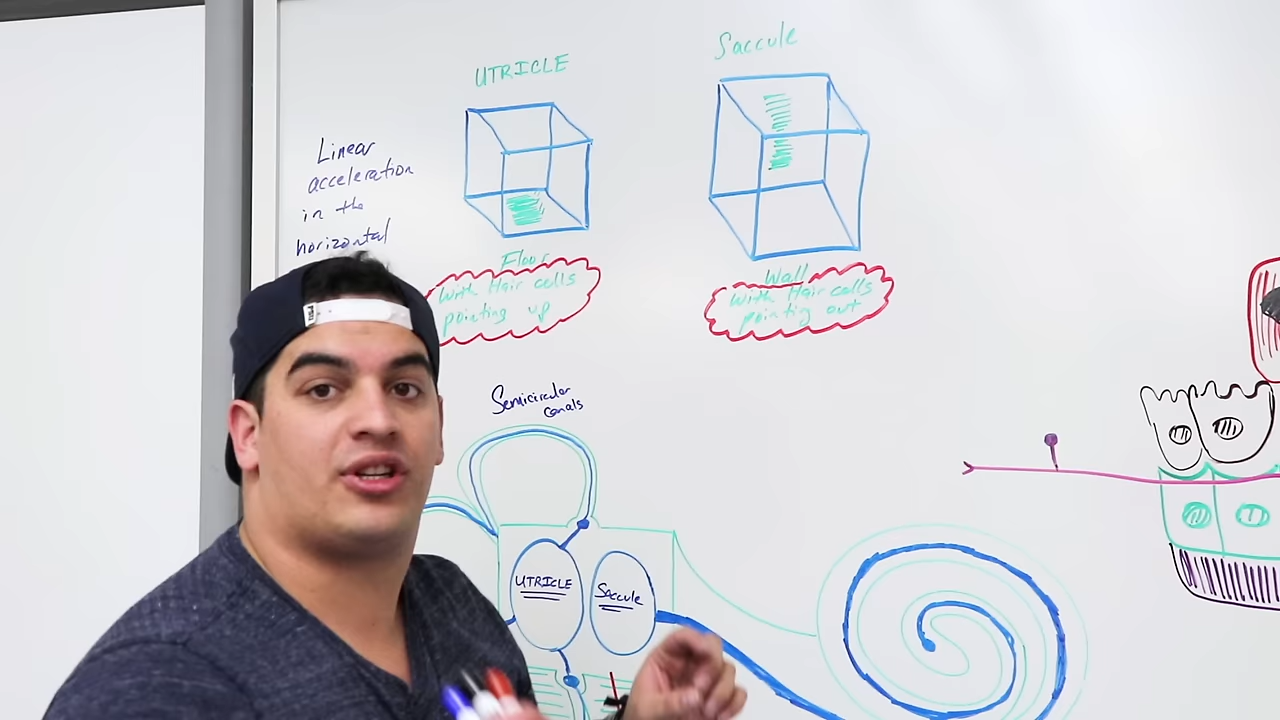 UTRICLE
Saccule
Linear
acceleration
in the
horizontal
Floor
With Hair cells
pointing up
Wall
With Hair cells
pointing out
Semicircular
canals
UTRICLE
Saccule